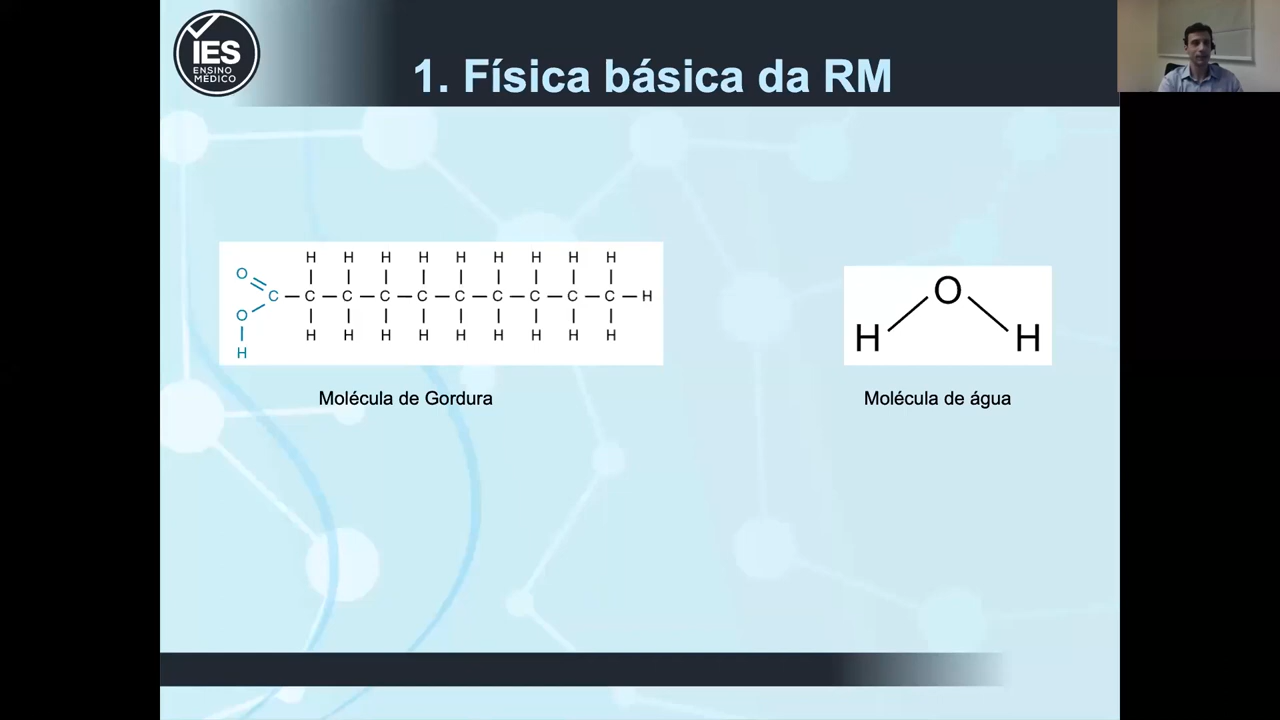 IES
ENSINO
MÉDICO
1. Física básica da RM
H H H H H H H H H
O
C C C C C C C C C C H
O
H H H H H H H H H
H
O
H H
Molécula de Gordura
Molécula de água